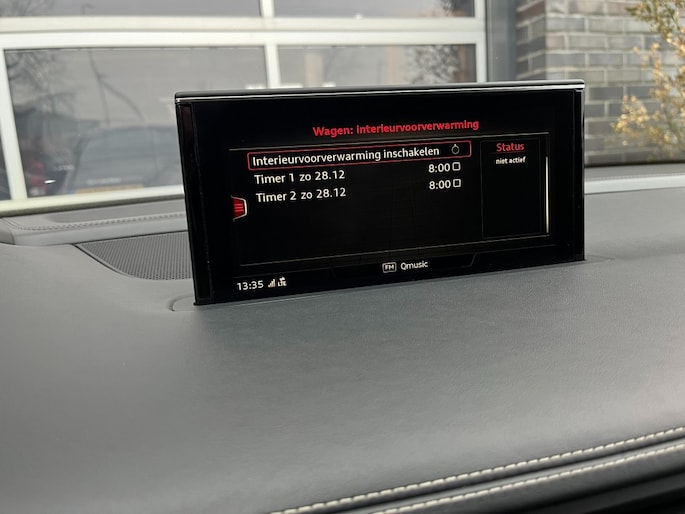 Wagen: interieurvoorverwarming
Interieurvoorverwarming inschakelen
Timer 1 zo 28.12 8:00
Timer 2 zo 28.12 8:00
Status
niet actief
FM Qmusic
13:35 LTE